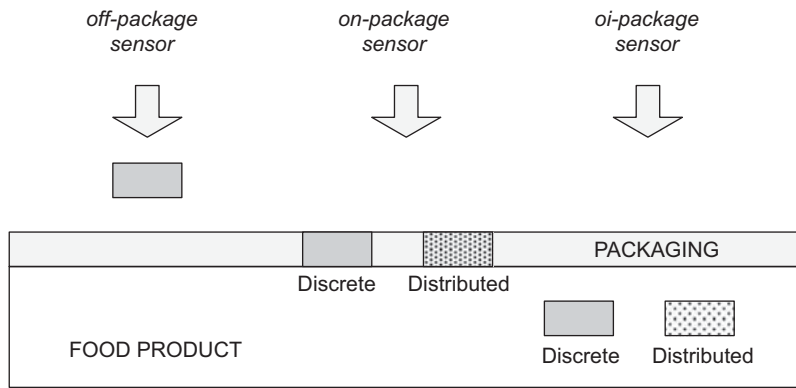 off-package
sensor
on-package
sensor
oi-package
sensor
PACKAGING
Discrete
Distributed
FOOD PRODUCT
Discrete
Distributed